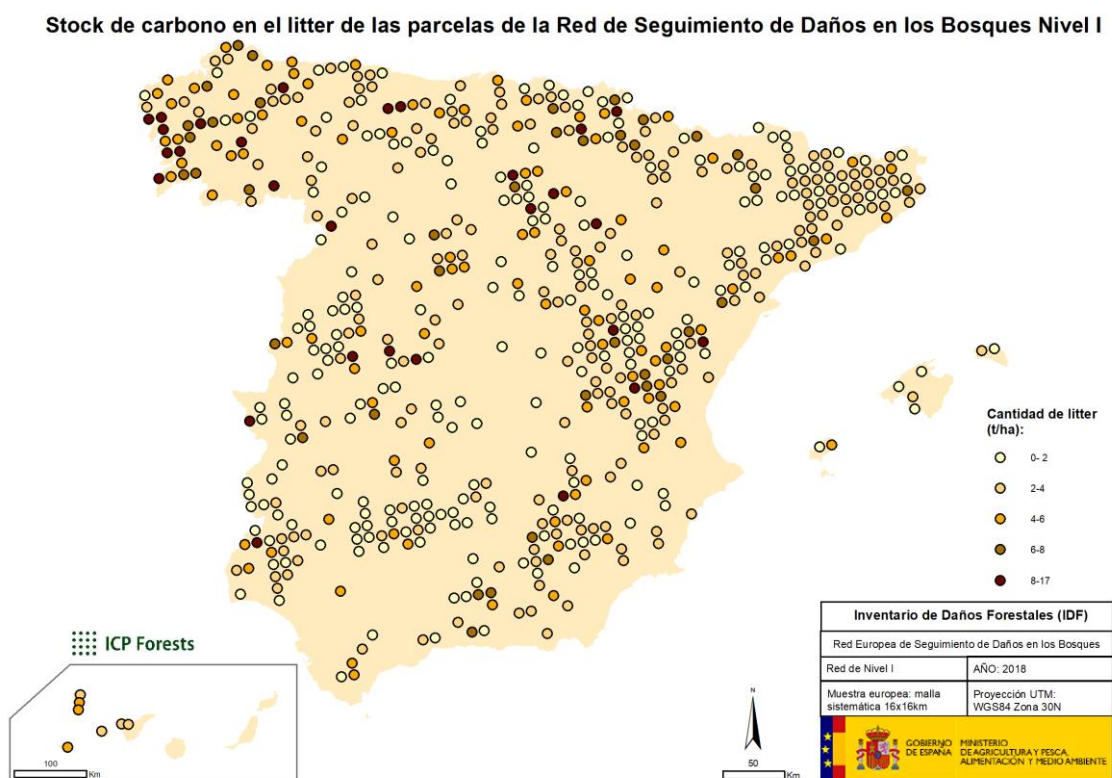 Stock de carbono en el litter de las parcelas de la Red de Seguimiento de Daños en los Bosques Nivel I
Cantidad de litter
(t/ha):
0- 2
2-4
4-6
6-8
8-17
ICP Forests
100
Km
N
50
Km
Inventario de Daños Forestales (IDF)
Red Europea de Seguimiento de Daños en los Bosques
Red de Nivel I
AÑO: 2018
Muestra europea: malla
sistemática 16x16km
Proyección UTM:
WGS84 Zona 30N
GOBIERNO
DE ESPAÑA
MINISTERIO
DE AGRICULTURA Y PESCA,
ALIMENTACIÓN Y MEDIO AMBIENTE